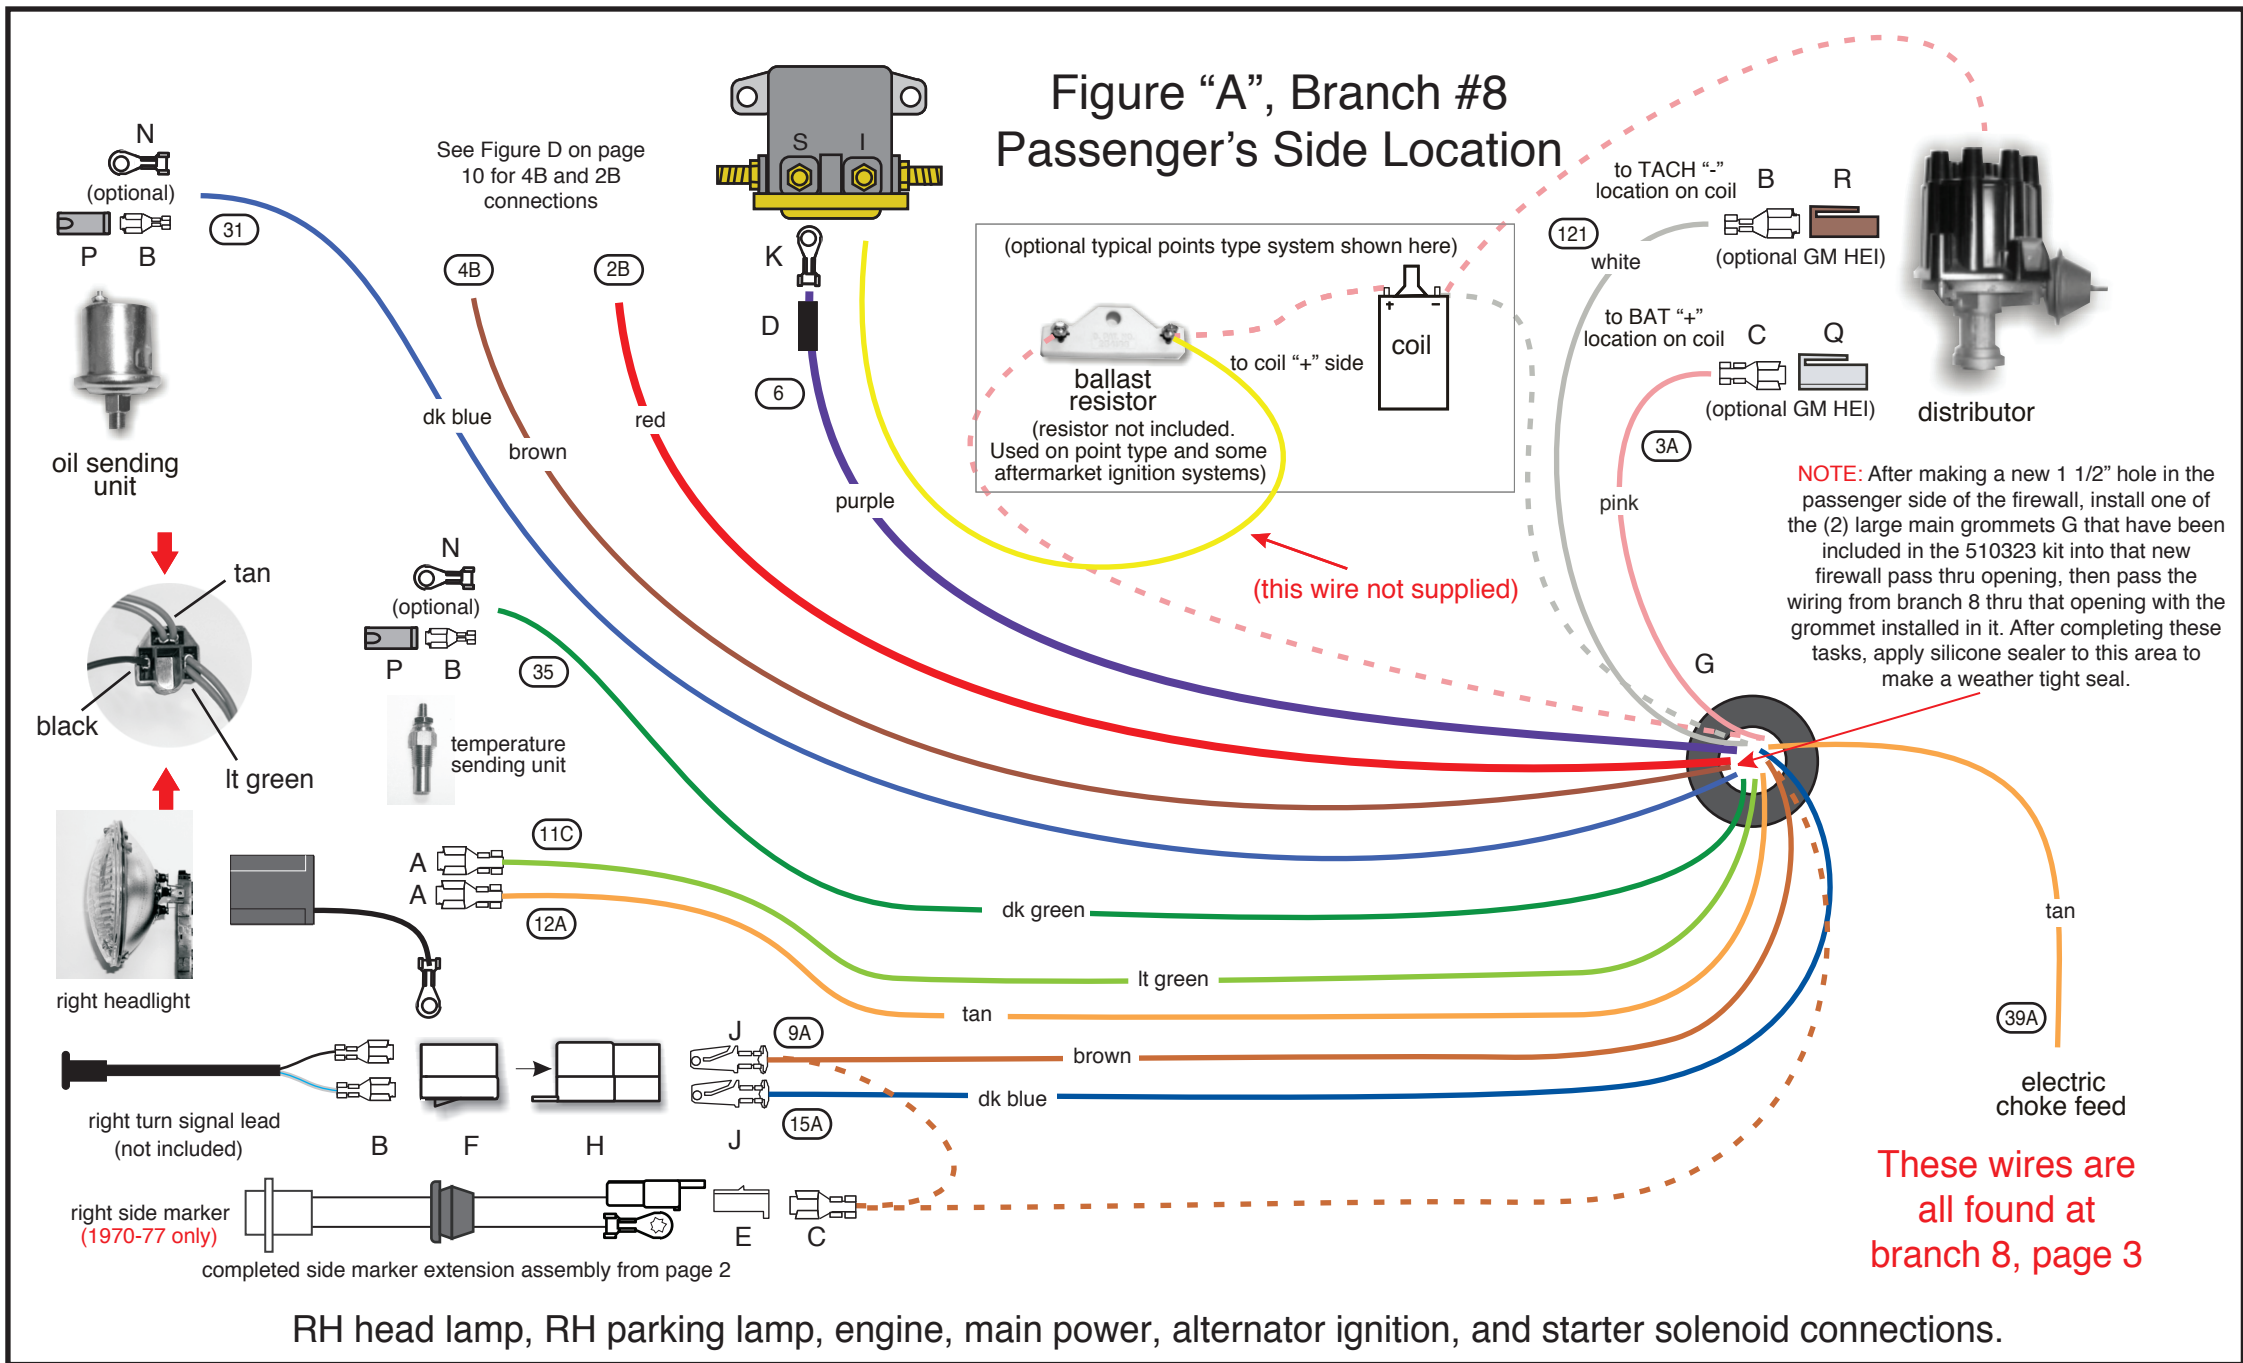 Figure “A”, Branch #8
Passenger’s Side Location
N
(optional)
P
B
31
oil sending
unit
See Figure D on page
10 for 4B and 2B
connections
4B
2B
S
I
K
D
6
dk blue
brown
red
purple
(optional typical points type system shown here)
+
−
coil
to coil “+” side
ballast
resistor
(resistor not included.
Used on point type and some
aftermarket ignition systems)
(this wire not supplied)
to TACH “-”
location on coil
B
R
(optional GM HEI)
121
white
to BAT “+”
location on coil
C
Q
(optional GM HEI)
3A
pink
distributor
NOTE: After making a new 1 1/2” hole in the
passenger side of the firewall, install one of
the (2) large main grommets G that have been
included in the 510323 kit into that new
firewall pass thru opening, then pass the
wiring from branch 8 thru that opening with the
grommet installed in it. After completing these
tasks, apply silicone sealer to this area to
make a weather tight seal.
G
tan
black
lt green
N
(optional)
P
B
35
temperature
sending unit
right headlight
A
A
11C
12A
dk green
lt green
tan
tan
39A
electric
choke feed
J
9A
brown
dk blue
15A
J
right turn signal lead
(not included)
B
F
H
right side marker
(1970-77 only)
E
C
completed side marker extension assembly from page 2
These wires are
all found at
branch 8, page 3
RH head lamp, RH parking lamp, engine, main power, alternator ignition, and starter solenoid connections.